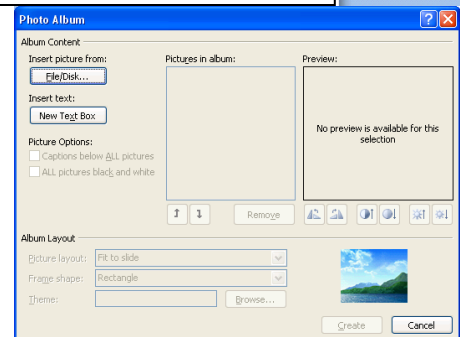 Photo Album
Album Content
Insert picture from:
File/Disk...
Insert text:
New Text Box
Picture Options:
Captions below ALL pictures
ALL pictures black and white
Pictures in album:
Remove
Preview:
No preview is available for this
selection
Album Layout
Picture layout: Fit to slide
Frame shape: Rectangle
Theme: Browse...
Create Cancel